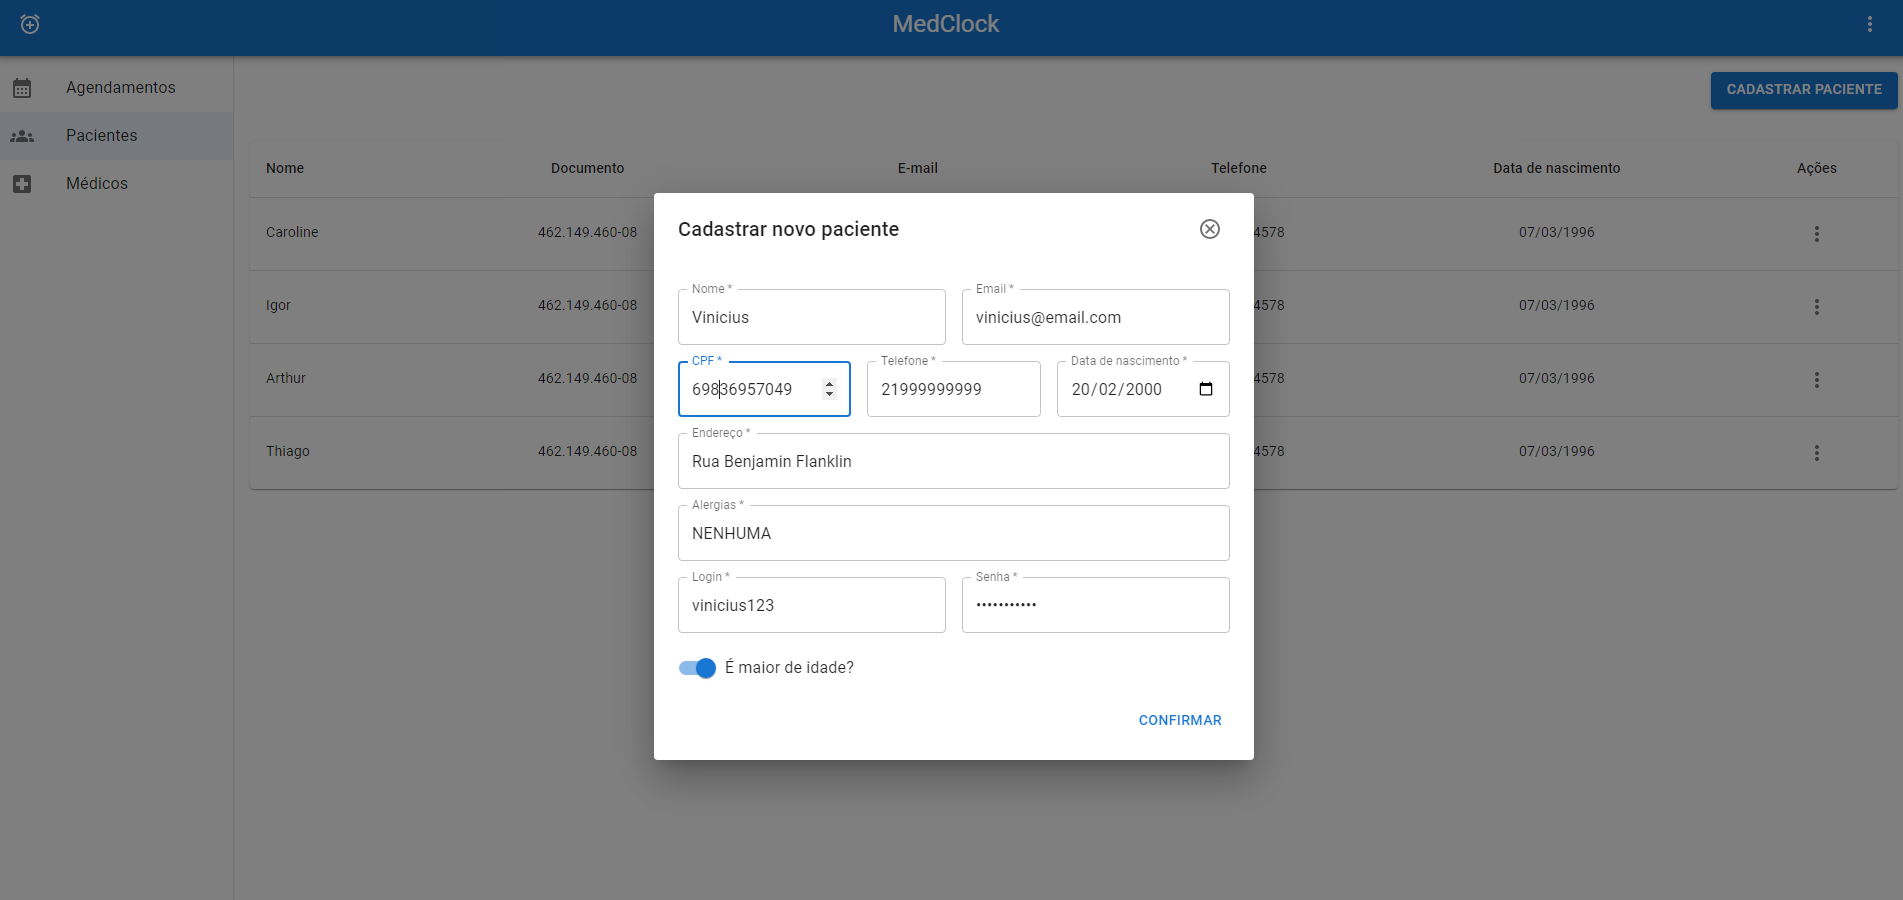 MedClock
Agendamentos
Pacientes
Médicos
CADASTRAR PACIENTE
Nome Documento E-mail Telefone Data de nascimento Ações
Caroline 462.149.460-08 4578 07/03/1996
Igor 462.149.460-08 4578 07/03/1996
Arthur 462.149.460-08 4578 07/03/1996
Thiago 462.149.460-08 4578 07/03/1996
Cadastrar novo paciente
Nome * Email *
Vinicius vinicius@email.com
CPF * Telefone * Data de nascimento *
69836957049 21999999999 20/02/2000
Endereço *
Rua Benjamin Flanklin
Alergias *
NENHUMA
Login * Senha *
vinicius123 •••••••••••
É maior de idade?
CONFIRMAR